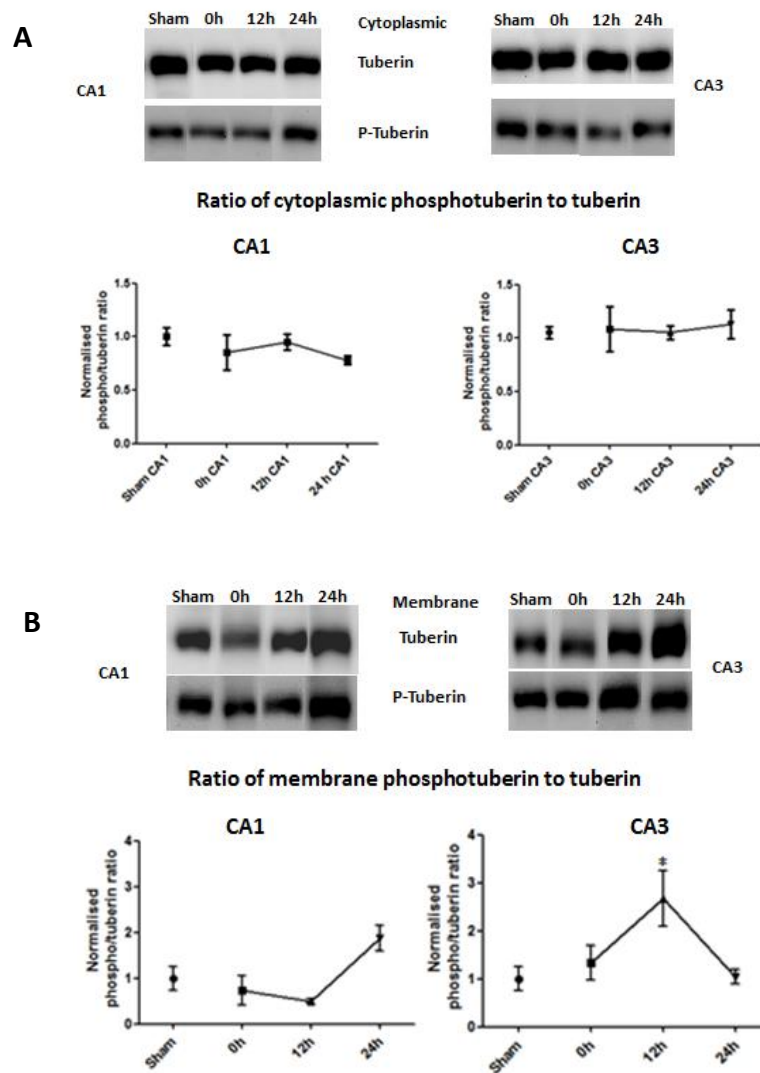 A
Sham 0h 12h 24h Cytoplasmic Sham 0h 12h 24h
Tuberin
CA1 CA3
P-Tuberin
Ratio of cytoplasmic phosphotuberin to tuberin
CA1
Normalised
phospho/tuberin ratio
1.5
1.0
0.5
0.0
Sham CA1
0h CA1
12h CA1
24 h CA1
CA3
Normalised
phospho/tuberin ratio
1.5
1.0
0.5
0.0
Sham CA3
0h CA3
12h CA3
24h CA3
B
Sham 0h 12h 24h Membrane Sham 0h 12h 24h
Tuberin
CA1 CA3
P-Tuberin
Ratio of membrane phosphotuberin to tuberin
CA1
Normalised
phospho/tuberin ratio
4
3
2
1
0
Sham
0h
12h
24h
CA3
Normalised
phospho/tuberin ratio
4
3
2
1
0
*
Sham
0h
12h
24h